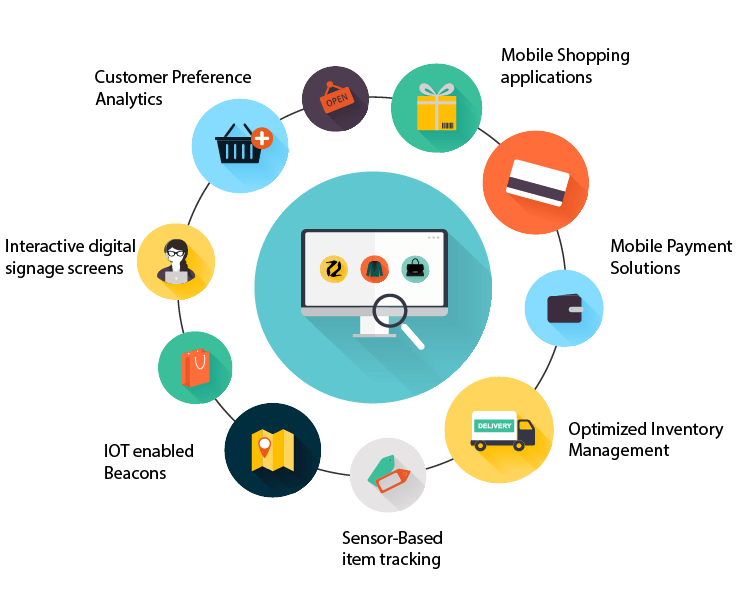 Mobile Shopping
applications
Customer Preference
Analytics
OPEN
Interactive digital
signage screens
Mobile Payment
Solutions
DELIVERY
Optimized Inventory
Management
IOT enabled
Beacons
Sensor-Based
item tracking